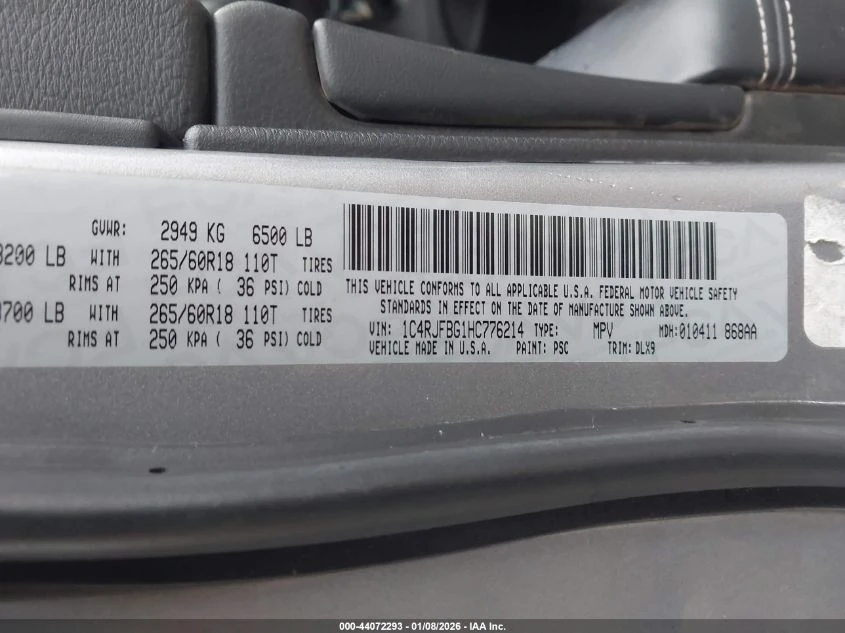 GVWR: 2949 KG 6500 LB
200 LB WITH 265/60R18 110T TIRES
RIMS AT 250 KPA ( 36 PSI) COLD
700 LB WITH 265/60R18 110T TIRES
RIMS AT 250 KPA ( 36 PSI) COLD
THIS VEHICLE CONFORMS TO ALL APPLICABLE U.S.A. FEDERAL MOTOR VEHICLE SAFETY
STANDARDS IN EFFECT ON THE DATE OF MANUFACTURE SHOWN ABOVE.
VIN: 1C4RJFBG1HC776214 TYPE: MPV MDH:010411 868AA
VEHICLE MADE IN U.S.A. PAINT: PSC TRIM: DLX9
000-44072293 - 01/08/2026 - IAA Inc.